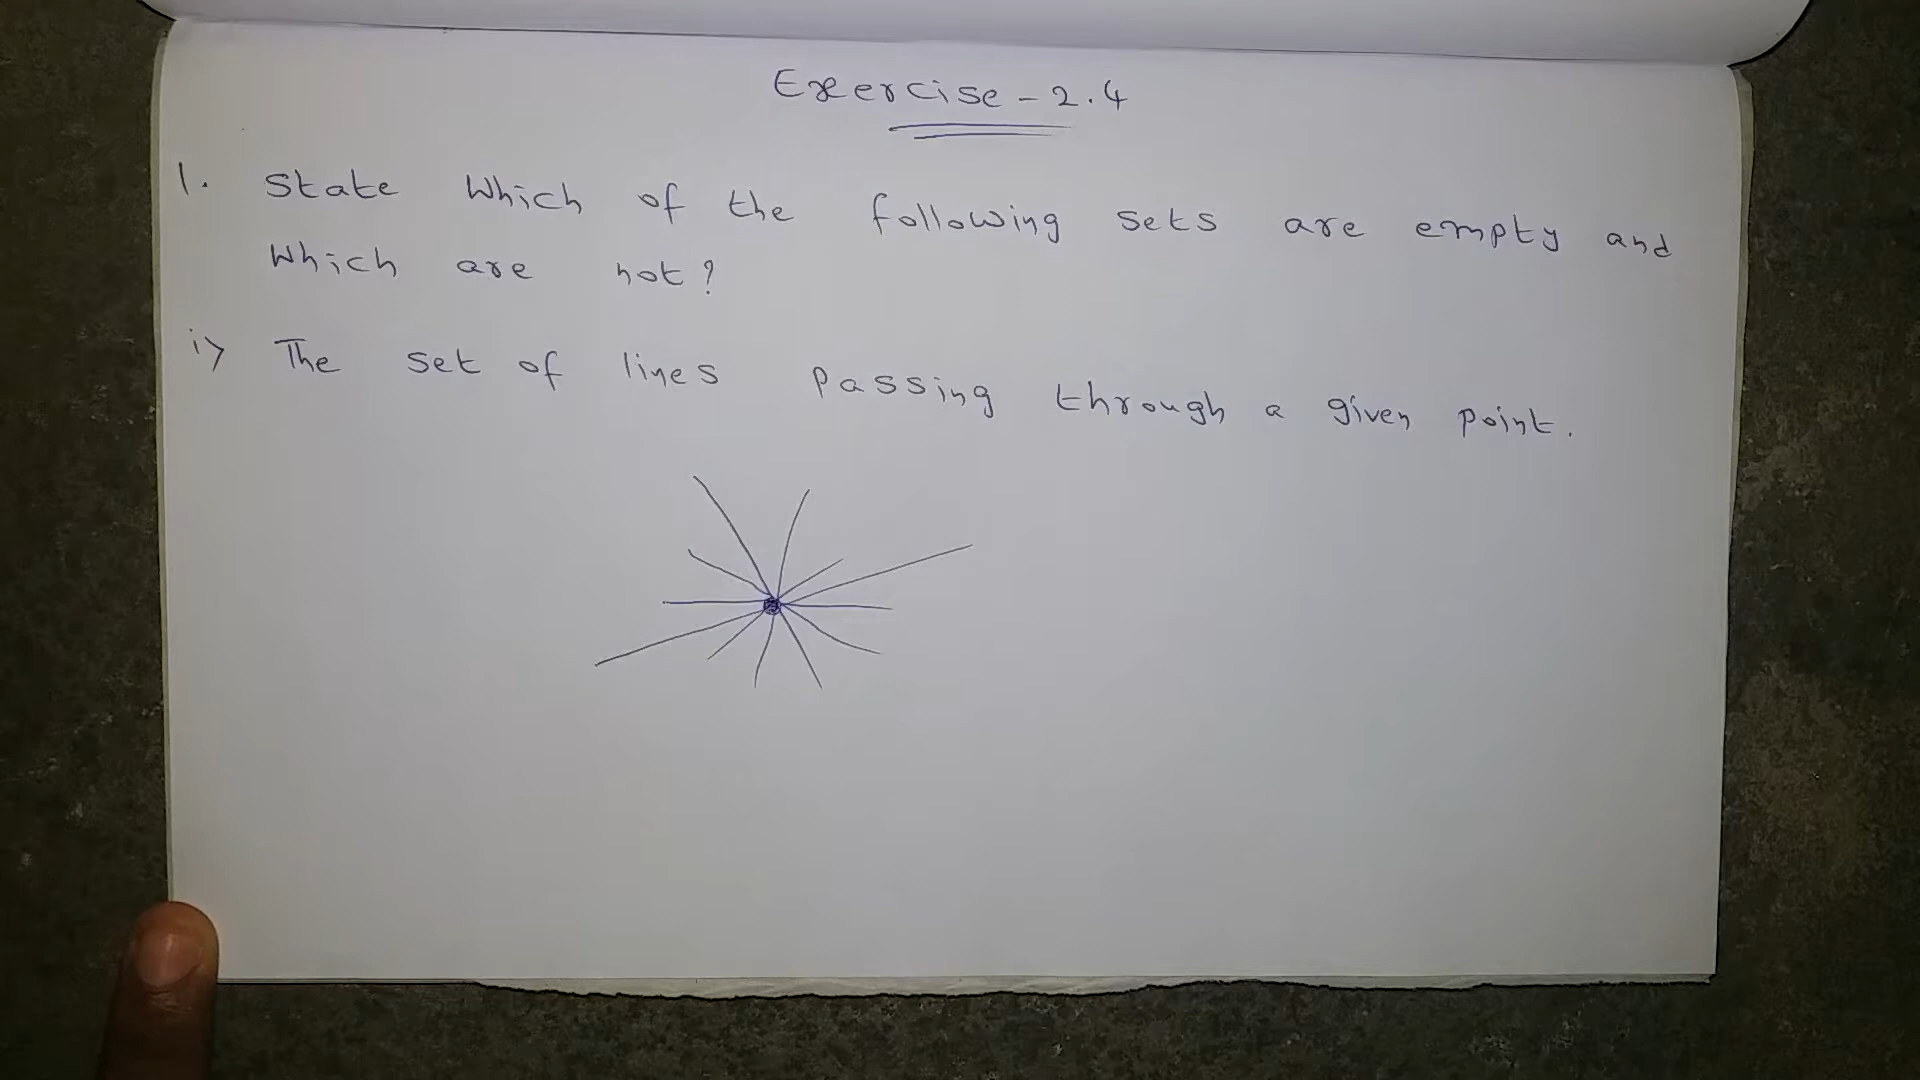 Exercise - 2.4
1. State Which of the following sets are empty and
Which are not?
i> The set of lines passing through a given point.